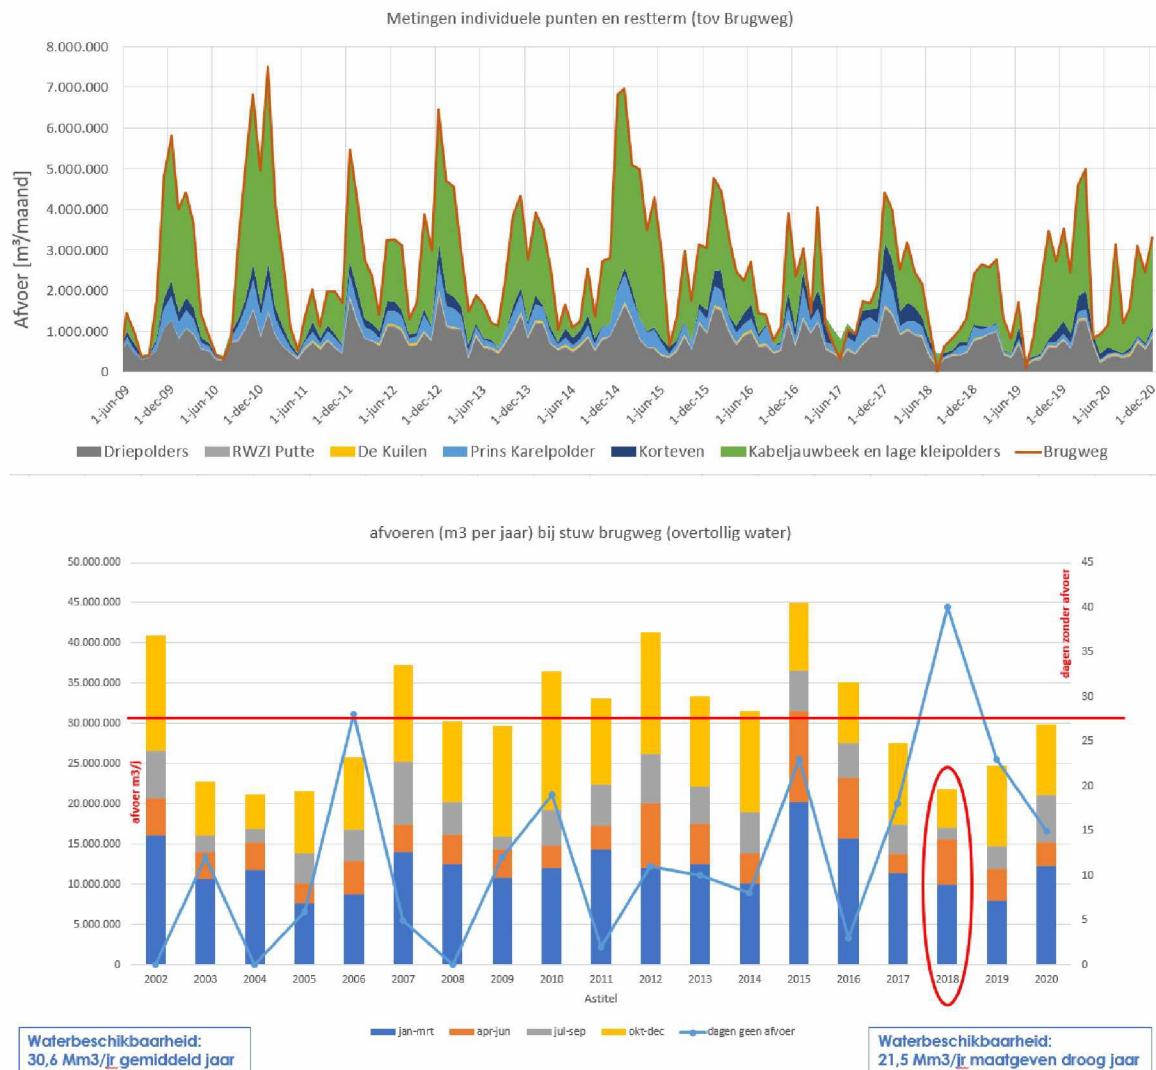 Metingen individuele punten en restterm (tov Brugweg)
Afvoer [m³/maand]
8.000.000
7.000.000
6.000.000
5.000.000
4.000.000
3.000.000
2.000.000
1.000.000
0
1-jun-09
1-dec-09
1-jun-10
1-dec-10
1-jun-11
1-dec-11
1-jun-12
1-dec-12
1-jun-13
1-dec-13
1-jun-14
1-dec-14
1-jun-15
1-dec-15
1-jun-16
1-dec-16
1-jun-17
1-dec-17
1-jun-18
1-dec-18
1-jun-19
1-dec-19
1-jun-20
1-dec-20
Driepolders RWZI Putte De Kuilen Prins Karelpolder Korteven Kabeljauwbeek en lage kleipolders Brugweg
afvoeren (m3 per jaar) bij stuw brugweg (overtollig water)
50.000.000
45.000.000
40.000.000
35.000.000
30.000.000
25.000.000
20.000.000
15.000.000
10.000.000
5.000.000
0
afvoer m3/j
45
40
35
30
25
20
15
10
5
0
dagen zonder afvoer
2002 2003 2004 2005 2006 2007 2008 2009 2010 2011 2012 2013 2014 2015 2016 2017 2018 2019 2020
Astitel
jan-mrt apr-jun jul-sep okt-dec dagen geen afvoer
Waterbeschikbaarheid:
30,6 Mm3/jr gemiddeld jaar
Waterbeschikbaarheid:
21,5 Mm3/jr maatgeven droog jaar